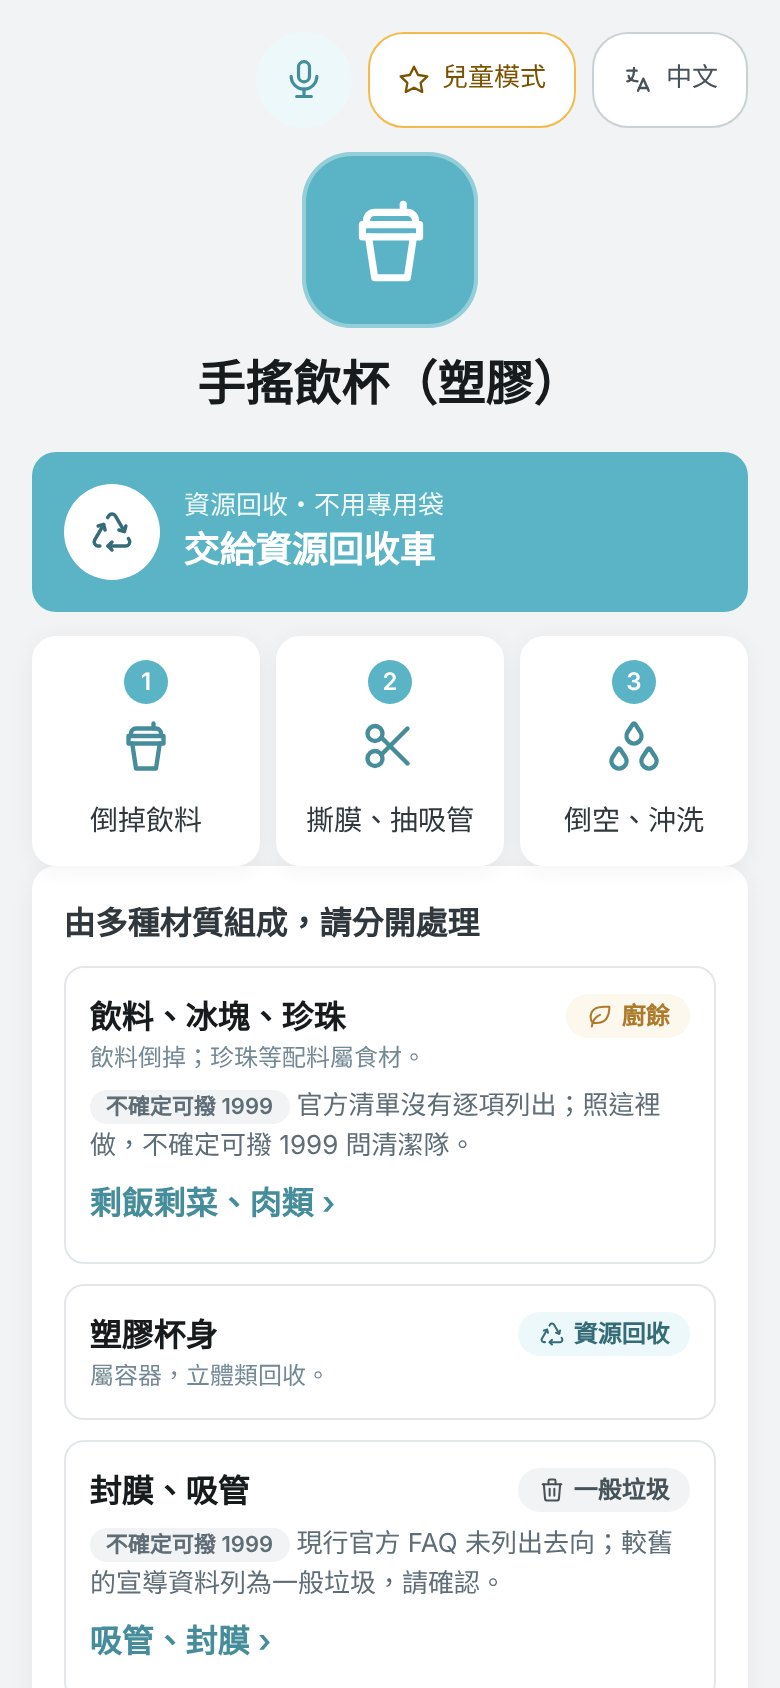 兒童模式
中文
手搖飲杯（塑膠）
資源回收・不用專用袋
交給資源回收車
1
2
3
倒掉飲料
撕膜、抽吸管
倒空、沖洗
由多種材質組成，請分開處理
飲料、冰塊、珍珠
廚餘
飲料倒掉；珍珠等配料屬食材。
不確定可撥 1999 官方清單沒有逐項列出；照這裡
做，不確定可撥 1999 問清潔隊。
剩飯剩菜、肉類 ›
塑膠杯身
資源回收
屬容器，立體類回收。
封膜、吸管
一般垃圾
不確定可撥 1999 現行官方 FAQ 未列出去向；較舊
的宣導資料列為一般垃圾，請確認。
吸管、封膜 ›